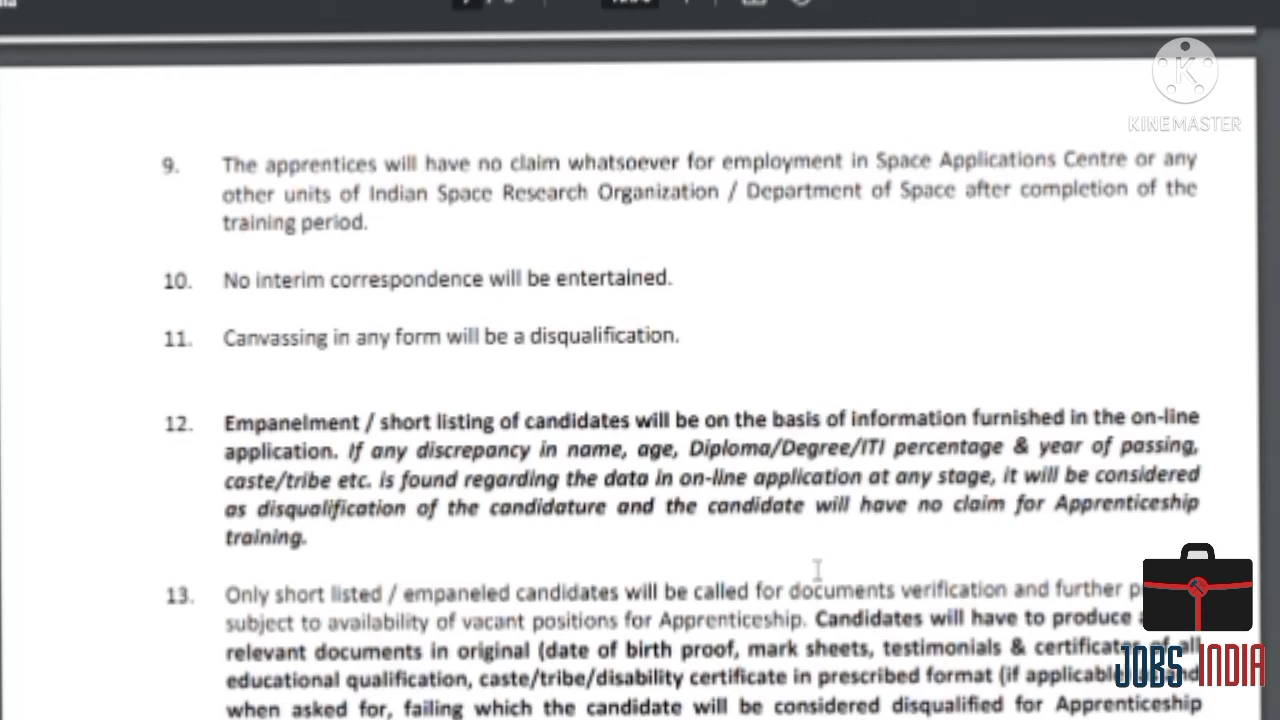 KINEMASTER
9. The apprentices will have no claim whatsoever for employment in Space Applications Centre or any
other units of Indian Space Research Organization / Department of Space after completion of the
training period.
10. No interim correspondence will be entertained.
11. Canvassing in any form will be a disqualification.
12. Empanelment / short listing of candidates will be on the basis of information furnished in the on-line
application. If any discrepancy in name, age, Diploma/Degree/ITI percentage & year of passing,
caste/tribe etc. is found regarding the data in on-line application at any stage, it will be considered
as disqualification of the candidature and the candidate will have no claim for Apprenticeship
training.
13. Only short listed / empaneled candidates will be called for documents verification and further
subject to availability of vacant positions for Apprenticeship. Candidates will have to produce
relevant documents in original (date of birth proof, mark sheets, testimonials & certificates of all
educational qualification, caste/tribe/disability certificate in prescribed format (if applicable) and
when asked for, failing which the candidate will be considered disqualified for Apprenticeship
JOBS INDIA